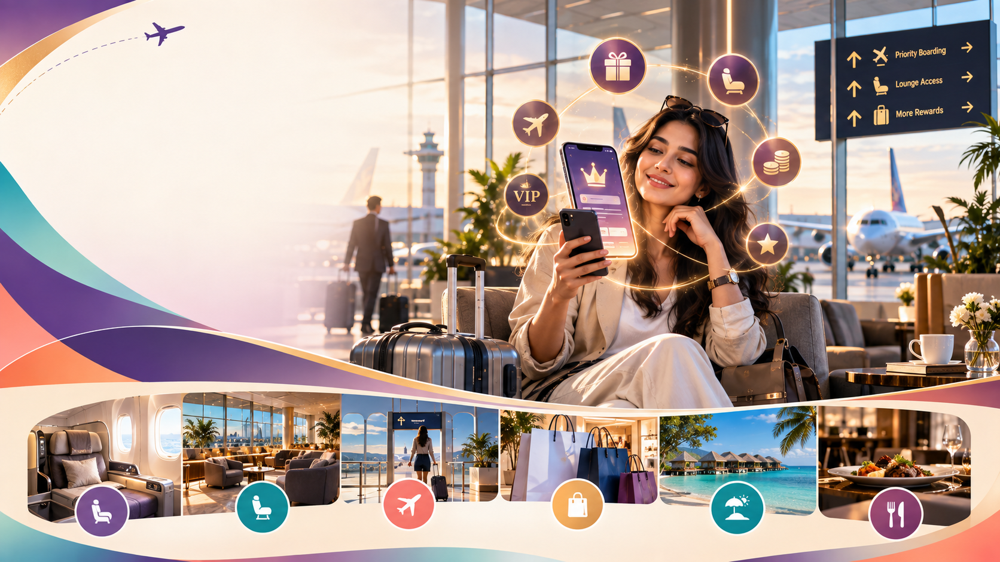 Priority Boarding
Lounge Access
More Rewards
VIP